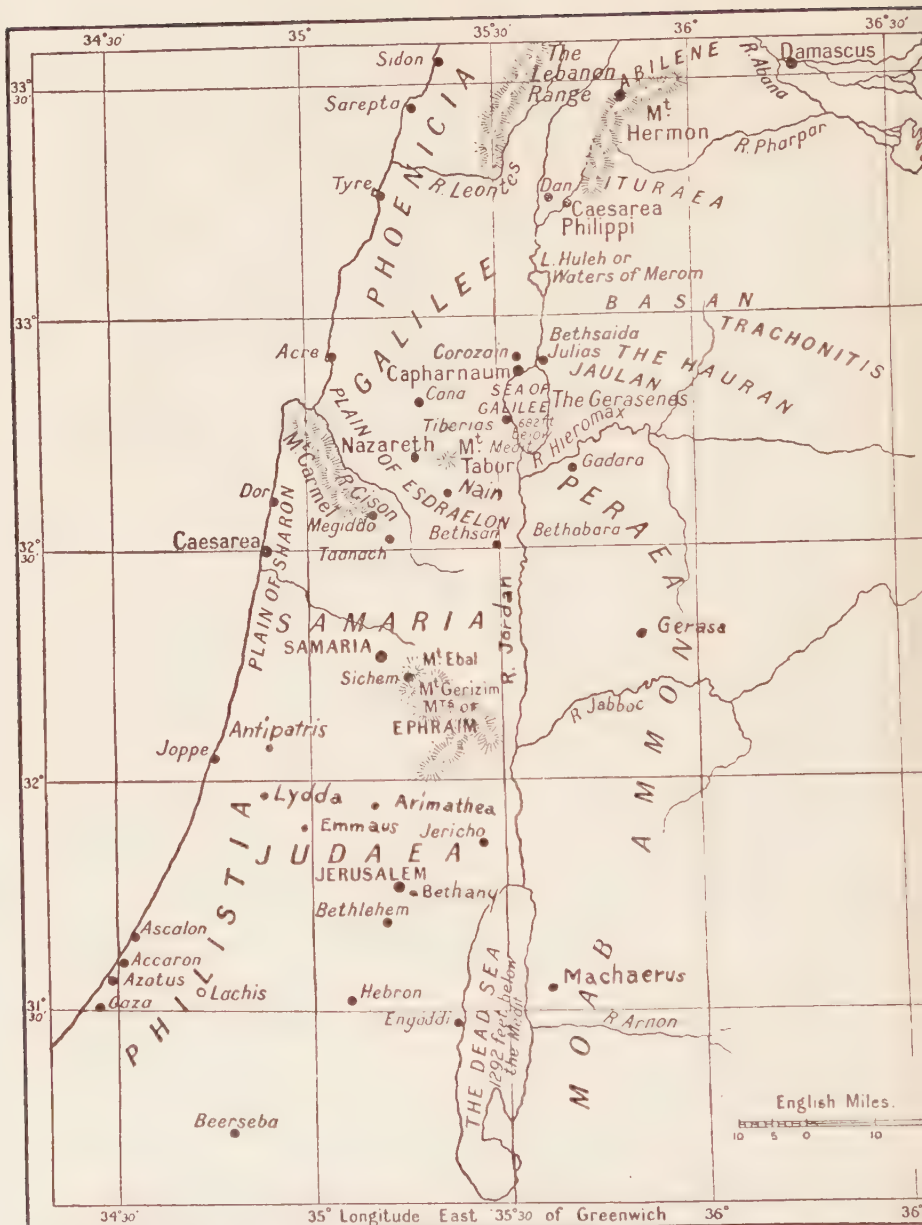 34°30' 35° 35°30' 36° 36°30'
Sidon
The
Lebanon
Range
ABILENE
R. Abana
Damascus
33°
30'
Sarepta
Mt
Hermon
R. Pharpar
PHOENICIA
R. Leontes
Tyre
Dan
ITURAEA
Caesarea
Philippi
L. Huleh or
Waters of Merom
GALILEE
33°
BASAN
TRACHONITIS
Acre
Corozain
Bethsaida
Julias
THE HAURAN
Capharnaum
JAULAN
Cana
SEA OF
GALILEE
682 ft
below
Medit
The Gerasenes
Tiberias
PLAIN OF ESDRAELON
Nazareth
Mt
Tabor
R Hieromax
Gadara
Mt Carmel
R. Cison
Nain
PERAEA
Dor
Megiddo
Bethsan
Bethabara
Caesarea
Taanach
32°
30'
PLAIN OF SHARON
SAMARIA
R. Jordan
Gerasa
SAMARIA
Mt Ebal
Sichem
Mt Gerizim
Mts of
EPHRAIM
R Jabboc
Antipatris
Joppe
AMMON
32°
Lydda
Arimathea
Emmaus
Jericho
JUDAEA
JERUSALEM
Bethany
Bethlehem
PHILISTIA
Ascalon
Accaron
Azotus
Gaza
Lachis
Hebron
Machaerus
31°
30'
Engaddi
R Arnon
MOAB
THE DEAD SEA
1292 feet below
the Medit
Beerseba
English Miles.
10 5 0 10
34°30' 35° Longitude East 35°30 of Greenwich 36° 36